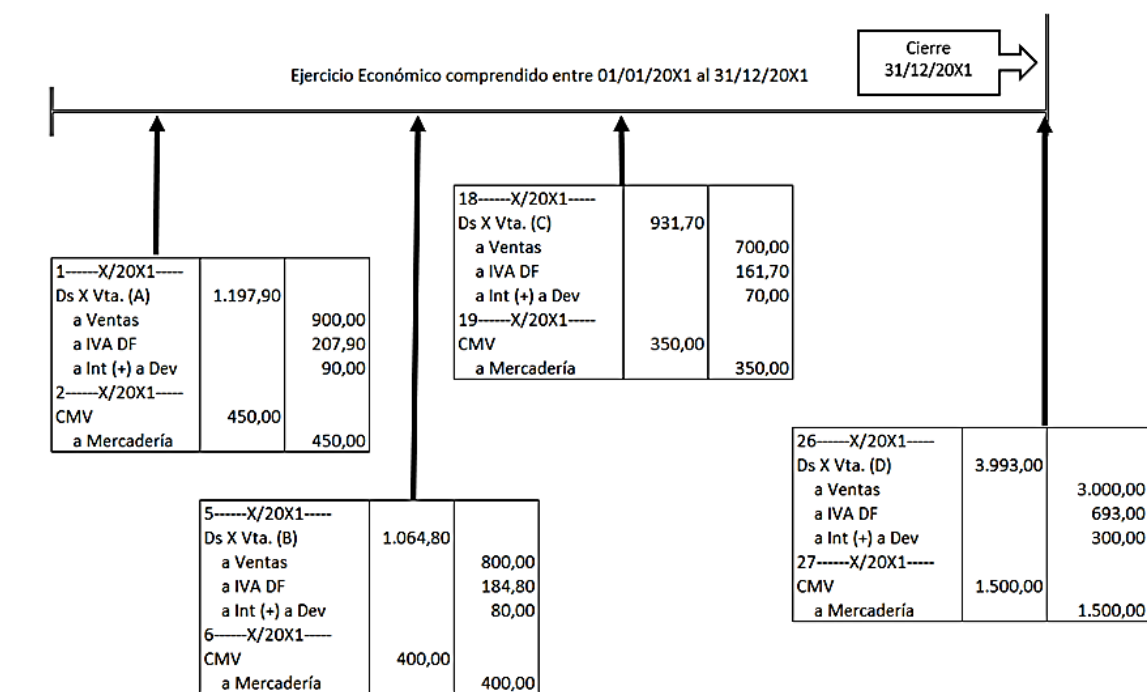 Cierre
31/12/20X1
Ejercicio Económico comprendido entre 01/01/20X1 al 31/12/20X1
1------X/20X1-----
Ds X Vta. (A) 1.197,90
a Ventas 900,00
a IVA DF 207,90
a Int (+) a Dev 90,00
2------X/20X1-----
CMV 450,00
a Mercadería 450,00
5------X/20X1-----
Ds X Vta. (B) 1.064,80
a Ventas 800,00
a IVA DF 184,80
a Int (+) a Dev 80,00
6------X/20X1-----
CMV 400,00
a Mercadería 400,00
18------X/20X1-----
Ds X Vta. (C) 931,70
a Ventas 700,00
a IVA DF 161,70
a Int (+) a Dev 70,00
19------X/20X1-----
CMV 350,00
a Mercadería 350,00
26------X/20X1-----
Ds X Vta. (D) 3.993,00
a Ventas 3.000,00
a IVA DF 693,00
a Int (+) a Dev 300,00
27------X/20X1-----
CMV 1.500,00
a Mercadería 1.500,00